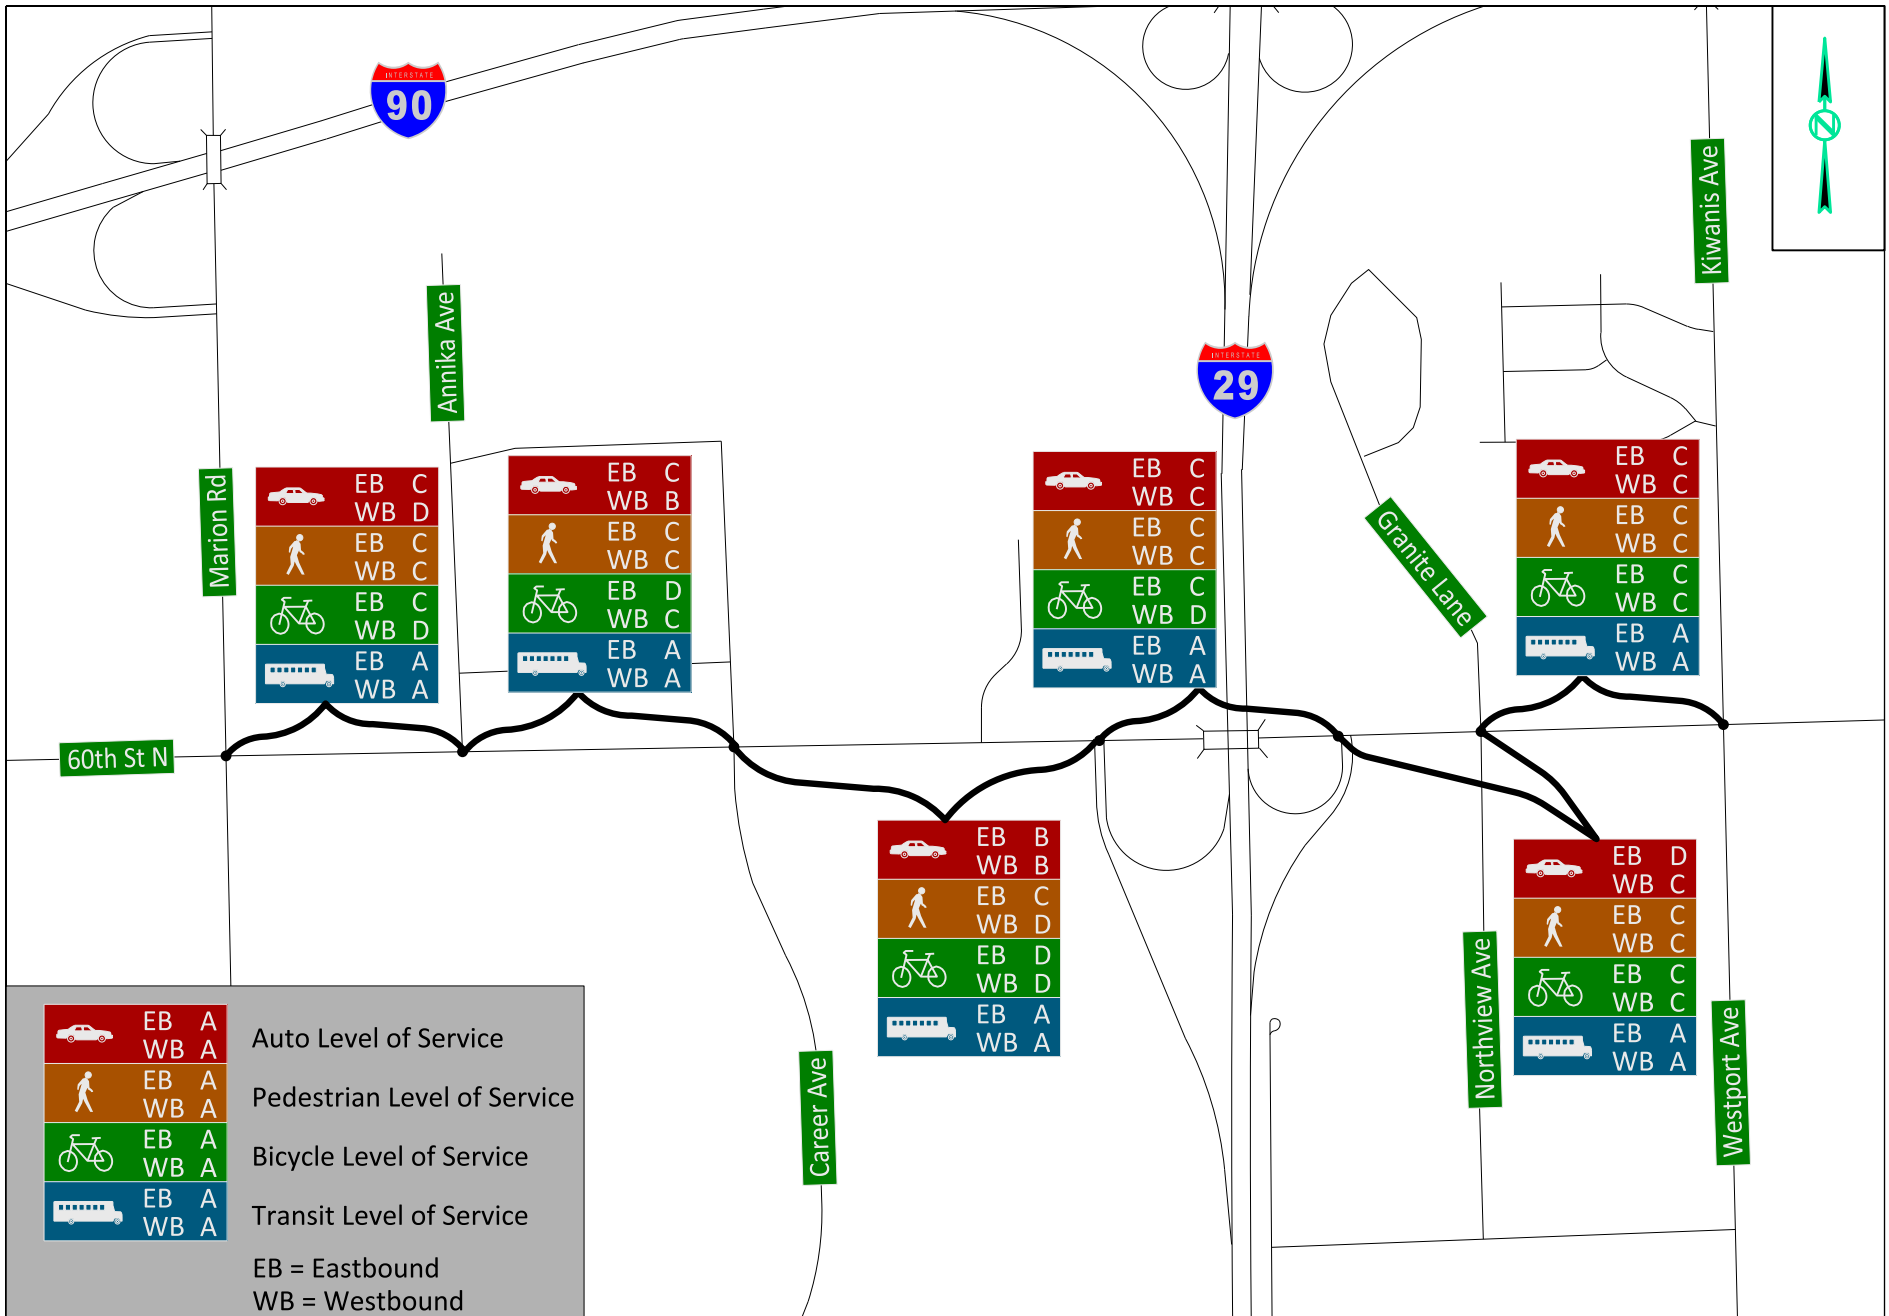 INTERSTATE
90
N
Kiwanis Ave
Annika Ave
INTERSTATE
29
Marion Rd
EB C
WB D
EB C
WB C
EB C
WB D
EB A
WB A
EB C
WB B
EB C
WB C
EB D
WB C
EB A
WB A
EB C
WB C
EB C
WB C
EB C
WB D
EB A
WB A
Granite Lane
EB C
WB C
EB C
WB C
EB C
WB C
EB A
WB A
60th St N
EB B
WB B
EB C
WB D
EB D
WB D
EB A
WB A
EB D
WB C
EB C
WB C
EB C
WB C
EB A
WB A
Northview Ave
Westport Ave
Career Ave
EB A
WB A
Auto Level of Service
EB A
WB A
Pedestrian Level of Service
EB A
WB A
Bicycle Level of Service
EB A
WB A
Transit Level of Service
EB = Eastbound
WB = Westbound